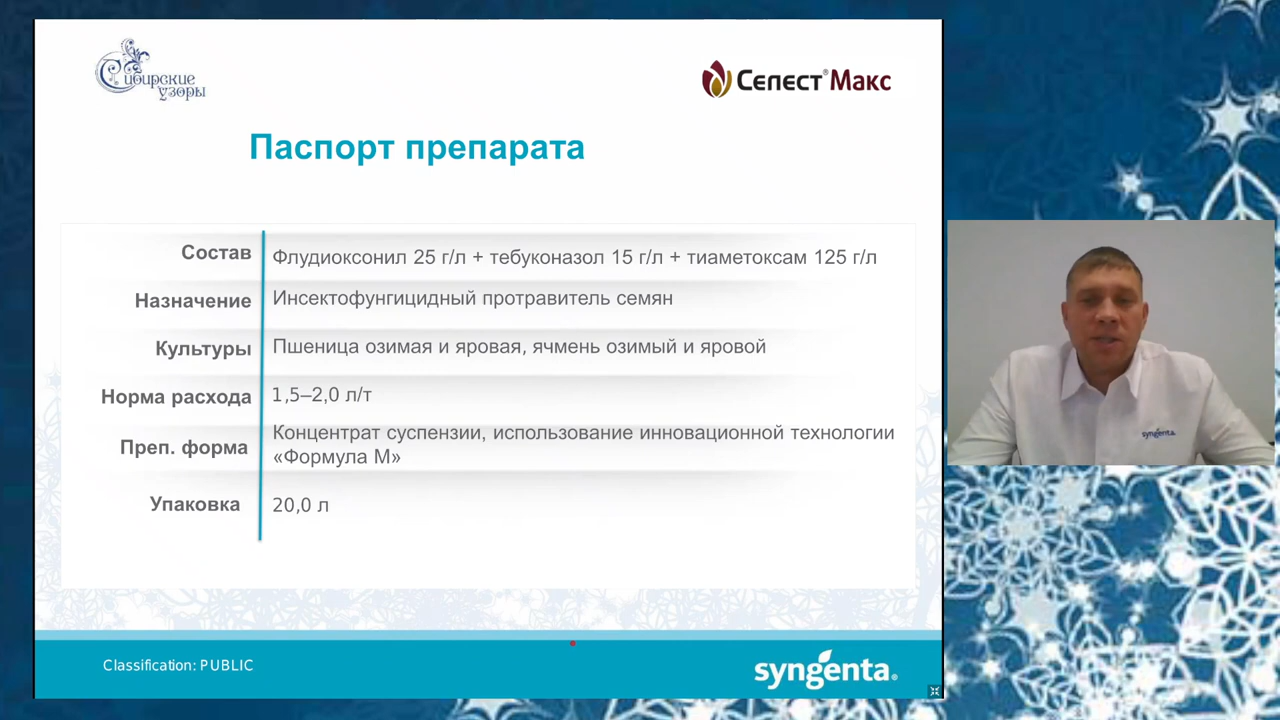 Сибирские
узоры
Селест® Макс
Паспорт препарата
Состав
Флудиоксонил 25 г/л + тебуконазол 15 г/л + тиаметоксам 125 г/л
Назначение
Инсектофунгицидный протравитель семян
Культуры
Пшеница озимая и яровая, ячмень озимый и яровой
Норма расхода
1,5–2,0 л/т
Преп. форма
Концентрат суспензии, использование инновационной технологии
«Формула М»
Упаковка
20,0 л
Classification: PUBLIC
syngenta®
syngenta